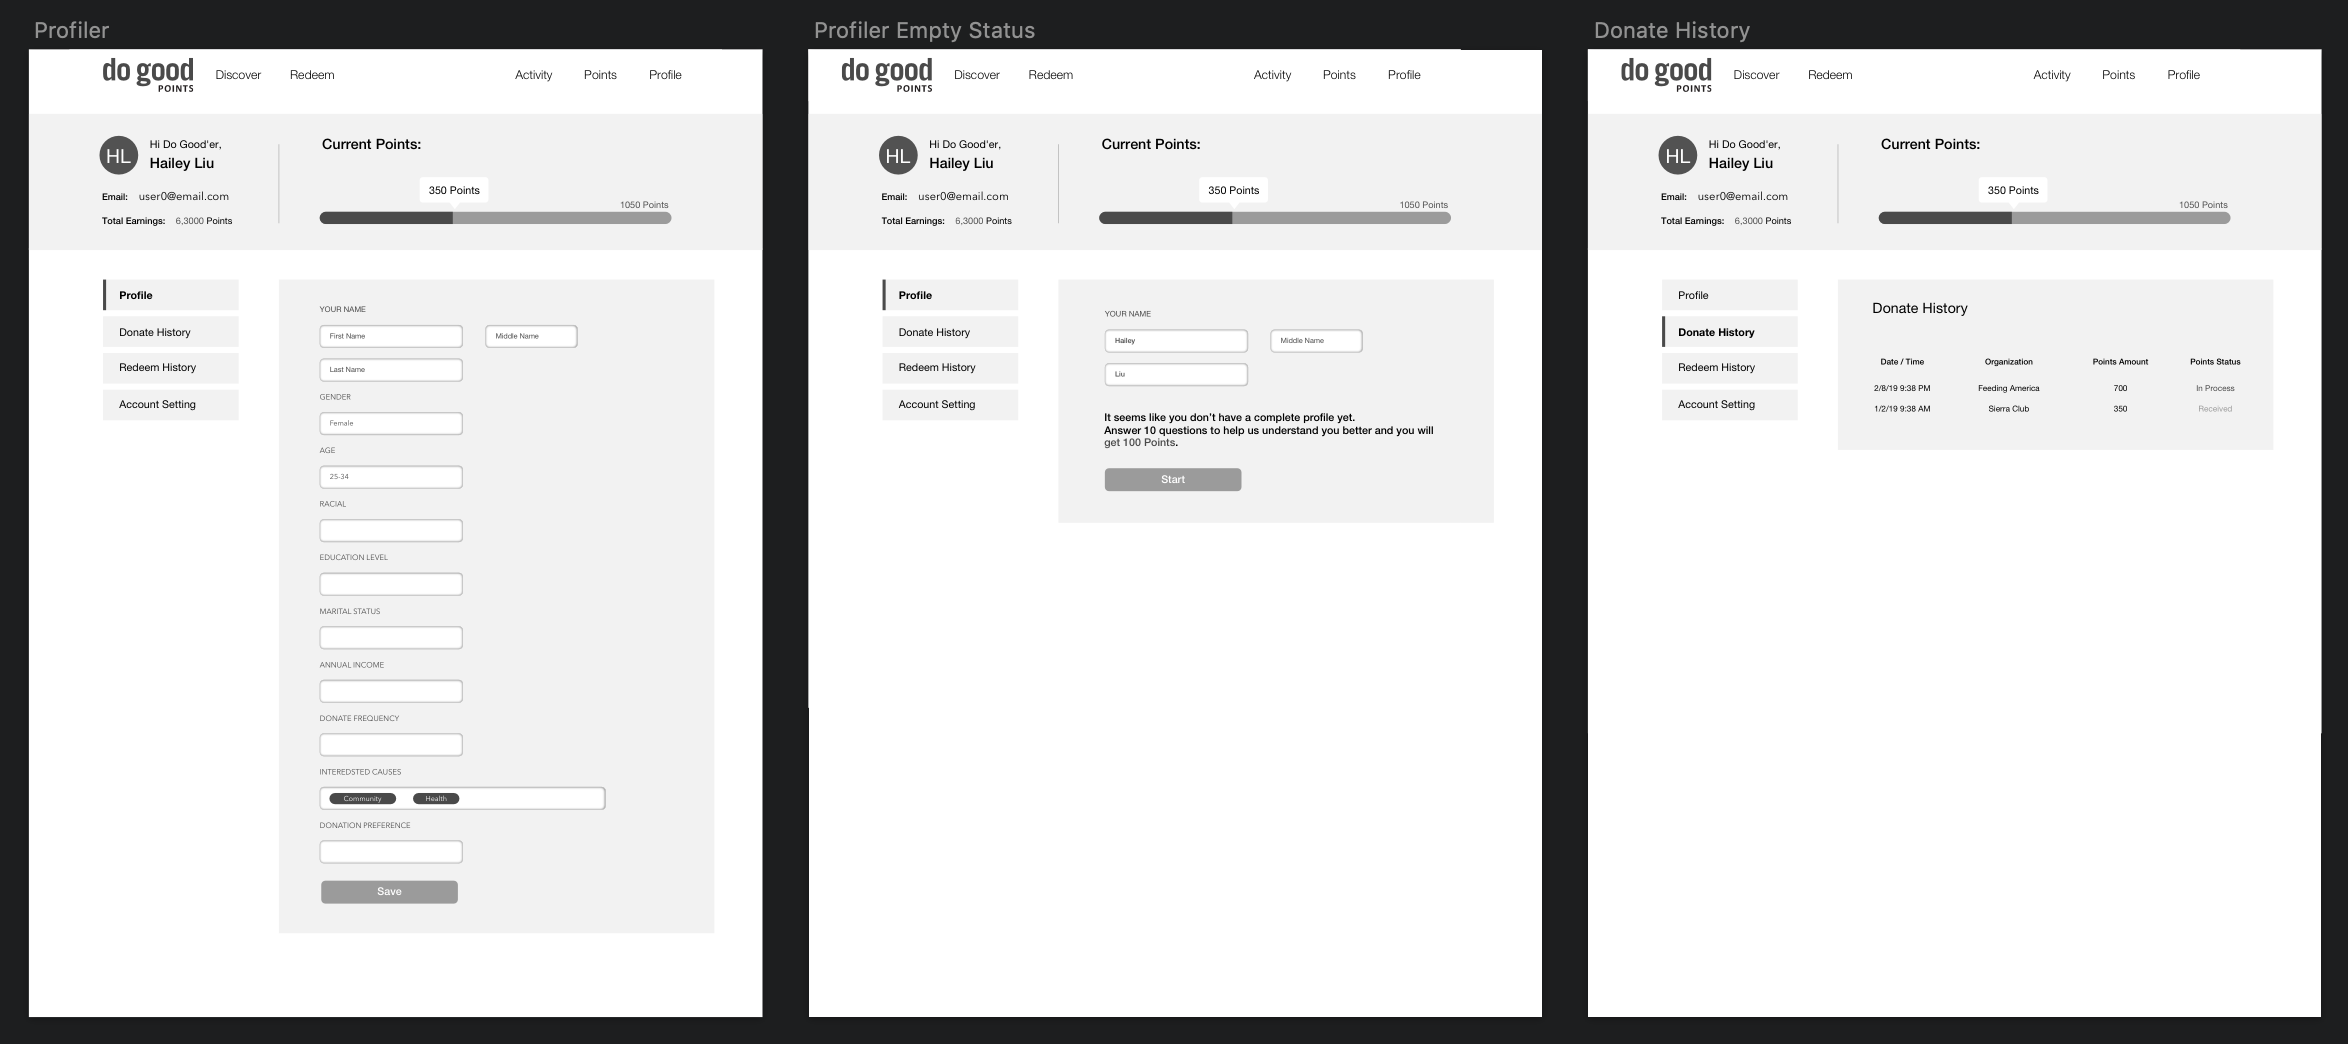 Profiler
do good
POINTS
Discover Redeem Activity Points Profile
HL
Hi Do Good'er,
Hailey Liu
Email: user0@email.com
Total Earnings: 6,3000 Points
Current Points:
350 Points
1050 Points
Profile
Donate History
Redeem History
Account Setting
YOUR NAME
First Name Middle Name
Last Name
GENDER
Female
AGE
25-34
RACIAL
EDUCATION LEVEL
MARITAL STATUS
ANNUAL INCOME
DONATE FREQUENCY
INTEREDSTED CAUSES
Community Health
DONATION PREFERENCE
Save
Profiler Empty Status
do good
POINTS
Discover Redeem Activity Points Profile
HL
Hi Do Good'er,
Hailey Liu
Email: user0@email.com
Total Earnings: 6,3000 Points
Current Points:
350 Points
1050 Points
Profile
Donate History
Redeem History
Account Setting
YOUR NAME
Hailey Middle Name
Liu
It seems like you don't have a complete profile yet.
Answer 10 questions to help us understand you better and you will
get 100 Points.
Start
Donate History
do good
POINTS
Discover Redeem Activity Points Profile
HL
Hi Do Good'er,
Hailey Liu
Email: user0@email.com
Total Earnings: 6,3000 Points
Current Points:
350 Points
1050 Points
Profile
Donate History
Redeem History
Account Setting
Donate History
Date / Time Organization Points Amount Points Status
2/8/19 9:38 PM Feeding America 700 In Process
1/2/19 9:38 AM Sierra Club 350 Received